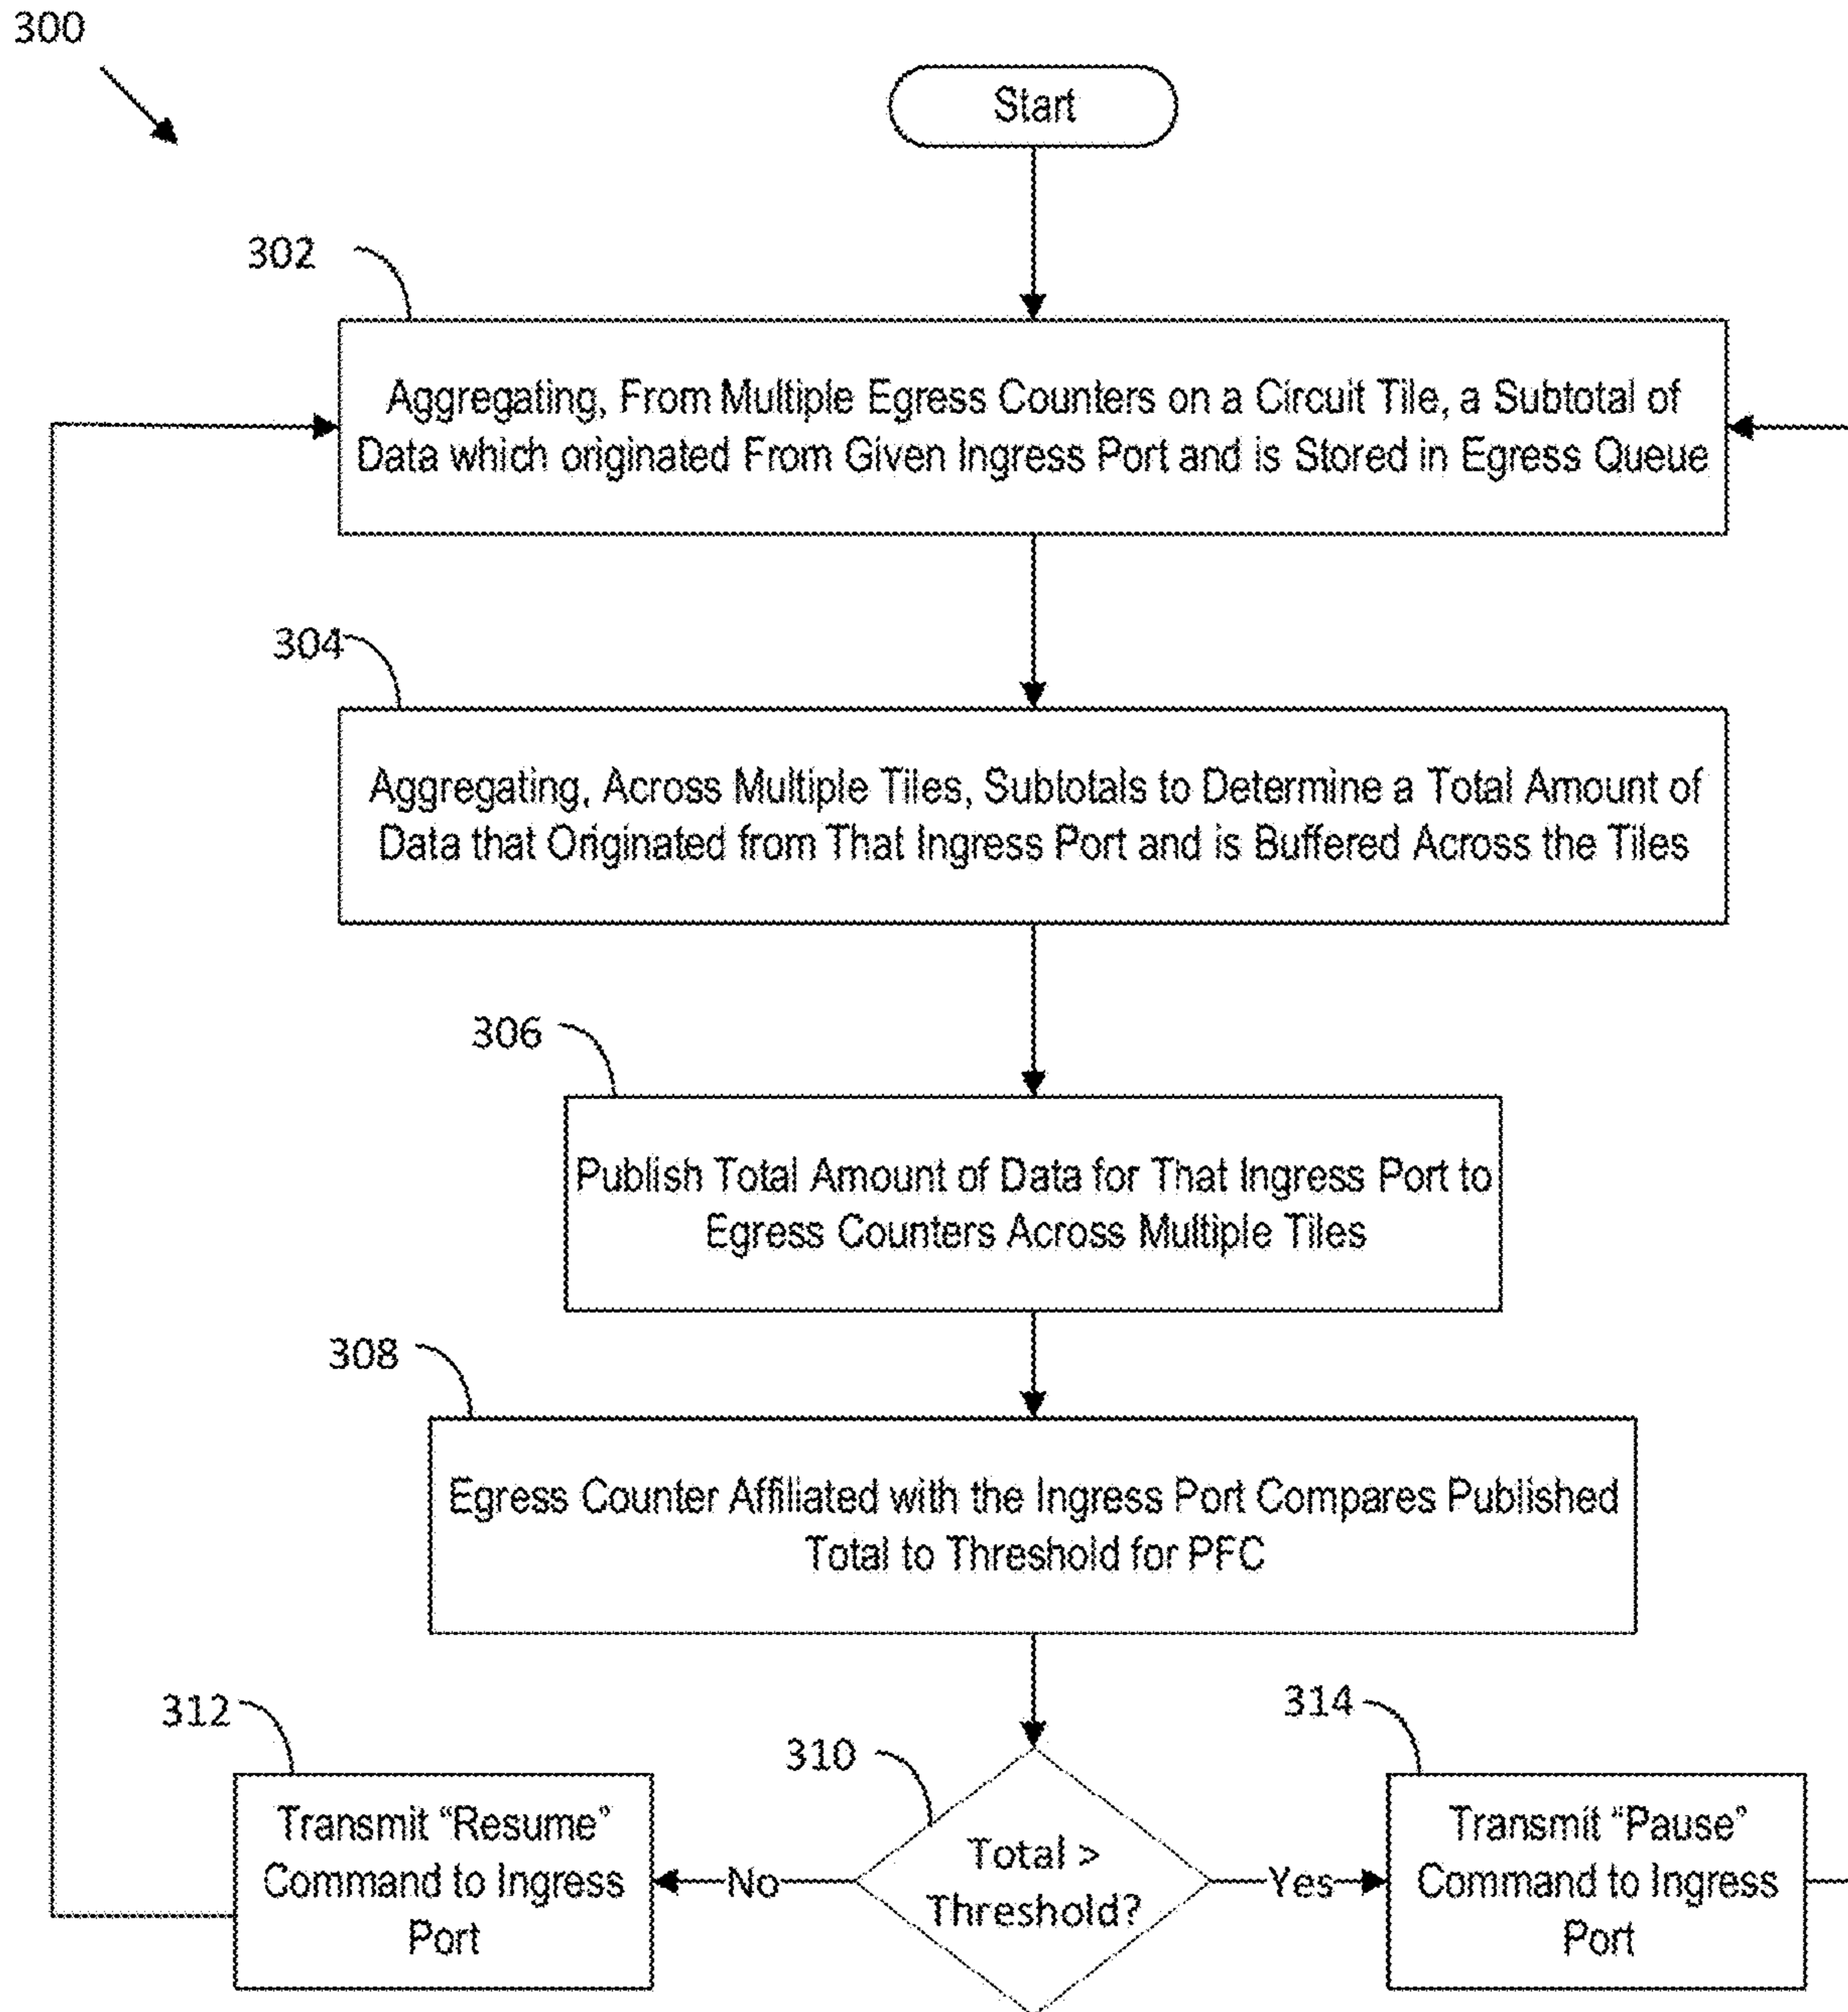 300
Start
302
Aggregating, From Multiple Egress Counters on a Circuit Tile, a Subtotal of
Data which originated From Given Ingress Port and is Stored in Egress Queue
304
Aggregating, Across Multiple Tiles, Subtotals to Determine a Total Amount of
Data that Originated from That Ingress Port and is Buffered Across the Tiles
306
Publish Total Amount of Data for That Ingress Port to
Egress Counters Across Multiple Tiles
308
Egress Counter Affiliated with the Ingress Port Compares Published
Total to Threshold for PFC
312
Transmit “Resume”
Command to Ingress
Port
No
310
Total >
Threshold?
Yes
314
Transmit “Pause”
Command to Ingress
Port